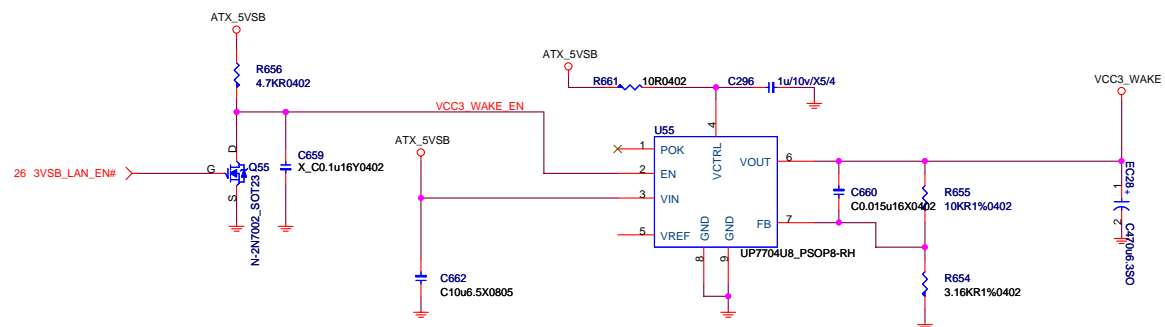 ATX_5VSB
R656
4.7KR0402
VCC3_WAKE_EN
26 3VSB_LAN_EN#
G
D
S
Q55
N-2N7002_SOT23
C659
X_C0.1u16Y0402
ATX_5VSB
C662
C10u6.5X0805
ATX_5VSB
R661
10R0402
C296
1u/10v/X5/4
U55
1
POK
2
EN
3
VIN
5
VREF
4
VCTRL
VOUT
6
FB
7
GND
8
GND
9
UP7704U8_PSOP8-RH
C660
C0.015u16X0402
R655
10KR1%0402
R654
3.16KR1%0402
VCC3_WAKE
EC28
+
1
2
C470u6.3SO